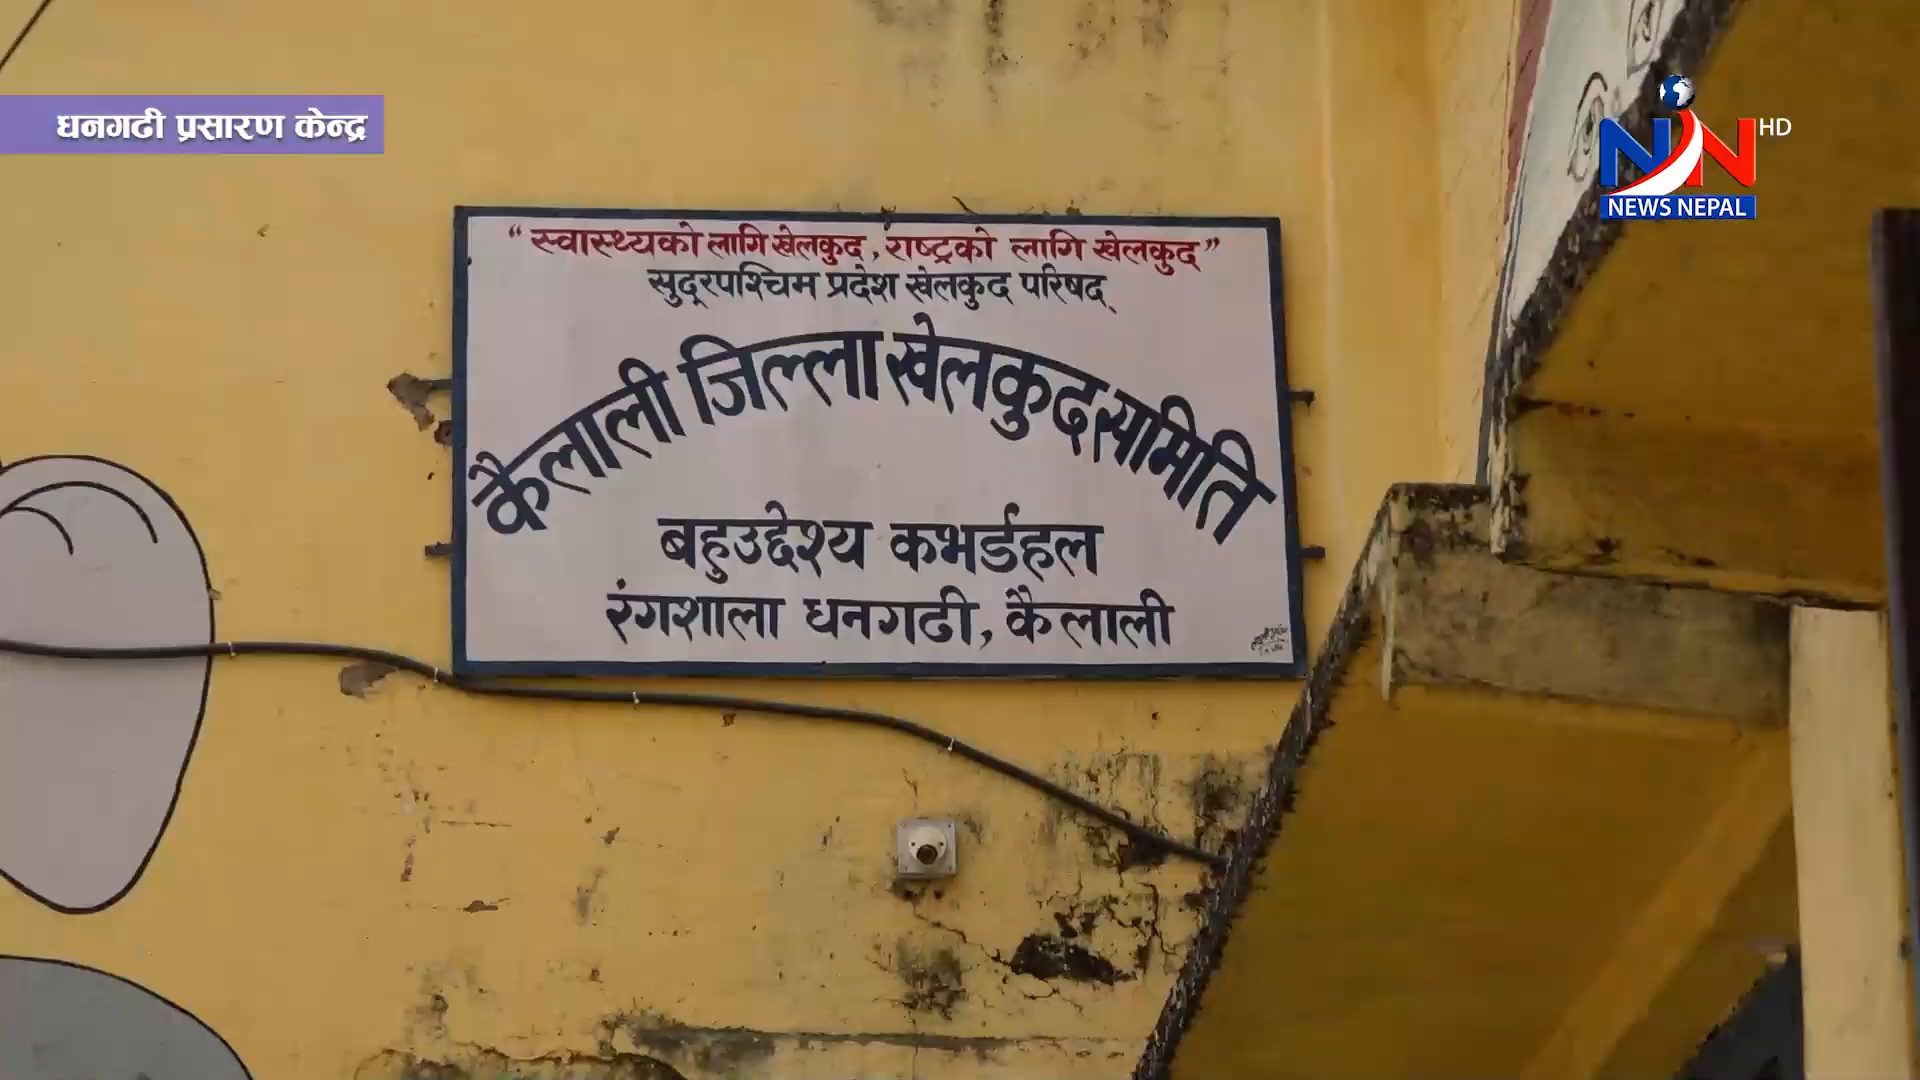 धनगढी प्रसारण केन्द्र
NN HD
NEWS NEPAL
“स्वास्थ्यको लागि खेलकुद, राष्ट्रको लागि खेलकुद”
सुदूरपश्चिम प्रदेश खेलकुद परिषद्
कैलाली जिल्ला खेलकुद समिति
बहुउद्देश्य कभर्डहल
रंगशाला धनगढी, कैलाली